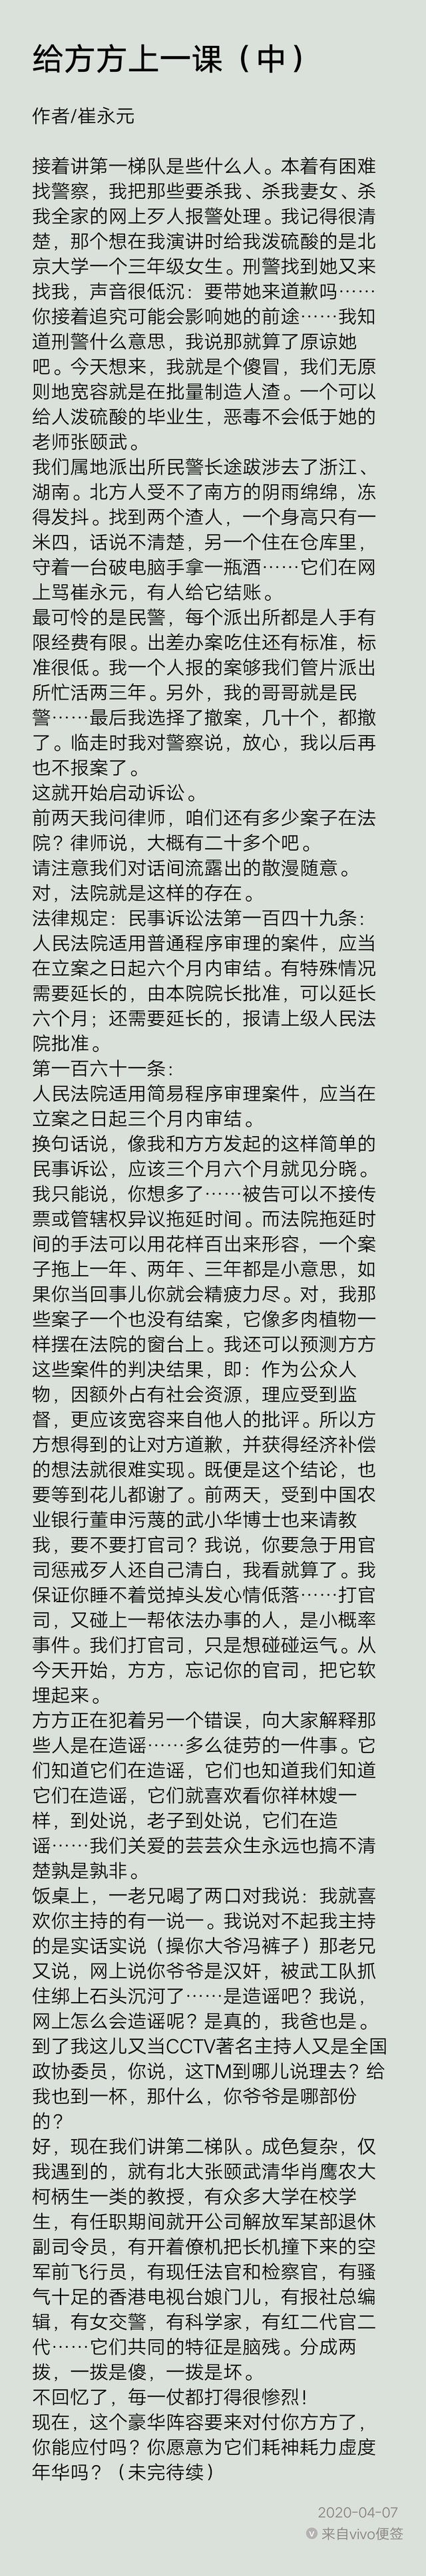 给方方上一课（中）
作者/崔永元
接着讲第一梯队是些什么人。本着有困难
找警察，我把那些要杀我、杀我妻女、杀
我全家的网上歹人报警处理。我记得很清
楚，那个想在我演讲时给我泼硫酸的是北
京大学一个三年级女生。刑警找到她又来
找我，声音很低沉：要带她来道歉吗……
你接着追究可能会影响她的前途……我知
道刑警什么意思，我说那就算了原谅她
吧。今天想来，我就是个傻冒，我们无原
则地宽容就是在批量制造人渣。一个可以
给人泼硫酸的毕业生，恶毒不会低于她的
老师张颐武。
我们属地派出所民警长途跋涉去了浙江、
湖南。北方人受不了南方的阴雨绵绵，冻
得发抖。找到两个渣人，一个身高只有一
米四，话说不清楚，另一个住在仓库里，
守着一台破电脑手拿一瓶酒……它们在网
上骂崔永元，有人给它结账。
最可怜的是民警，每个派出所都是人手有
限经费有限。出差办案吃住还有标准，标
准很低。我一个人报的案够我们管片派出
所忙活两三年。另外，我的哥哥就是民
警……最后我选择了撤案，几十个，都撤
了。临走时我对警察说，放心，我以后再
也不报案了。
这就开始启动诉讼。
前两天我问律师，咱们还有多少案子在法
院？律师说，大概有二十多个吧。
请注意我们对话间流露出的散漫随意。
对，法院就是这样的存在。
法律规定：民事诉讼法第一百四十九条：
人民法院适用普通程序审理的案件，应当
在立案之日起六个月内审结。有特殊情况
需要延长的，由本院院长批准，可以延长
六个月；还需要延长的，报请上级人民法
院批准。
第一百六十一条：
人民法院适用简易程序审理案件，应当在
立案之日起三个月内审结。
换句话说，像我和方方发起的这样简单的
民事诉讼，应该三个月六个月就见分晓。
我只能说，你想多了……被告可以不接传
票或管辖权异议拖延时间。而法院拖延时
间的手法可以用花样百出来形容，一个案
子拖上一年、两年、三年都是小意思，如
果你当回事儿你就会精疲力尽。对，我那
些案子一个也没有结案，它像多肉植物一
样摆在法院的窗台上。我还可以预测方方
这些案件的判决结果，即：作为公众人
物，因额外占有社会资源，理应受到监
督，更应该宽容来自他人的批评。所以方
方想得到的让对方道歉，并获得经济补偿
的想法就很难实现。既便是这个结论，也
要等到花儿都谢了。前两天，受到中国农
业银行董申污蔑的武小华博士也来请教
我，要不要打官司？我说，你要急于用官
司惩戒歹人还自己清白，我看就算了。我
保证你睡不着觉掉头发心情低落……打官
司，又碰上一帮依法办事的人，是小概率
事件。我们打官司，只是想碰碰运气。从
今天开始，方方，忘记你的官司，把它软
埋起来。
方方正在犯着另一个错误，向大家解释那
些人是在造谣……多么徒劳的一件事。它
们知道它们在造谣，它们也知道我们知道
它们在造谣，它们就喜欢看你祥林嫂一
样，到处说，老子到处说，它们在造
谣……我们关爱的芸芸众生永远也搞不清
楚孰是孰非。
饭桌上，一老兄喝了两口对我说：我就喜
欢你主持的有一说一。我说对不起我主持
的是实话实说（操你大爷冯裤子）那老兄
又说，网上说你爷爷是汉奸，被武工队抓
住绑上石头沉河了……是造谣吧？我说，
网上怎么会造谣呢？是真的，我爸也是。
到了我这儿又当CCTV著名主持人又是全国
政协委员，你说，这TM到哪儿说理去？给
我也到一杯，那什么，你爷爷是哪部份
的？
好，现在我们讲第二梯队。成色复杂，仅
我遇到的，就有北大张颐武清华肖鹰农大
柯柄生一类的教授，有众多大学在校学
生，有任职期间就开公司解放军某部退休
副司令员，有开着僚机把长机撞下来的空
军前飞行员，有现任法官和检察官，有骚
气十足的香港电视台娘门儿，有报社总编
辑，有女交警，有科学家，有红二代官二
代……它们共同的特征是脑残。分成两
拨，一拨是傻，一拨是坏。
不回忆了，每一仗都打得很惨烈！
现在，这个豪华阵容要来对付你方方了，
你能应付吗？你愿意为它们耗神耗力虚度
年华吗？（未完待续）
2020-04-07
来自vivo便签